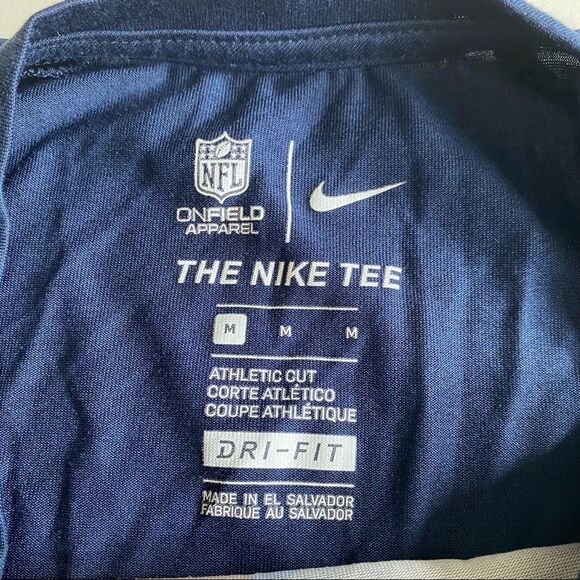 NFL
ONFIELD
APPAREL
THE NIKE TEE
M M M
ATHLETIC CUT
CORTE ATLÉTICO
COUPE ATHLÉTIQUE
DRI-FIT
MADE IN EL SALVADOR
FABRIQUE AU SALVADOR